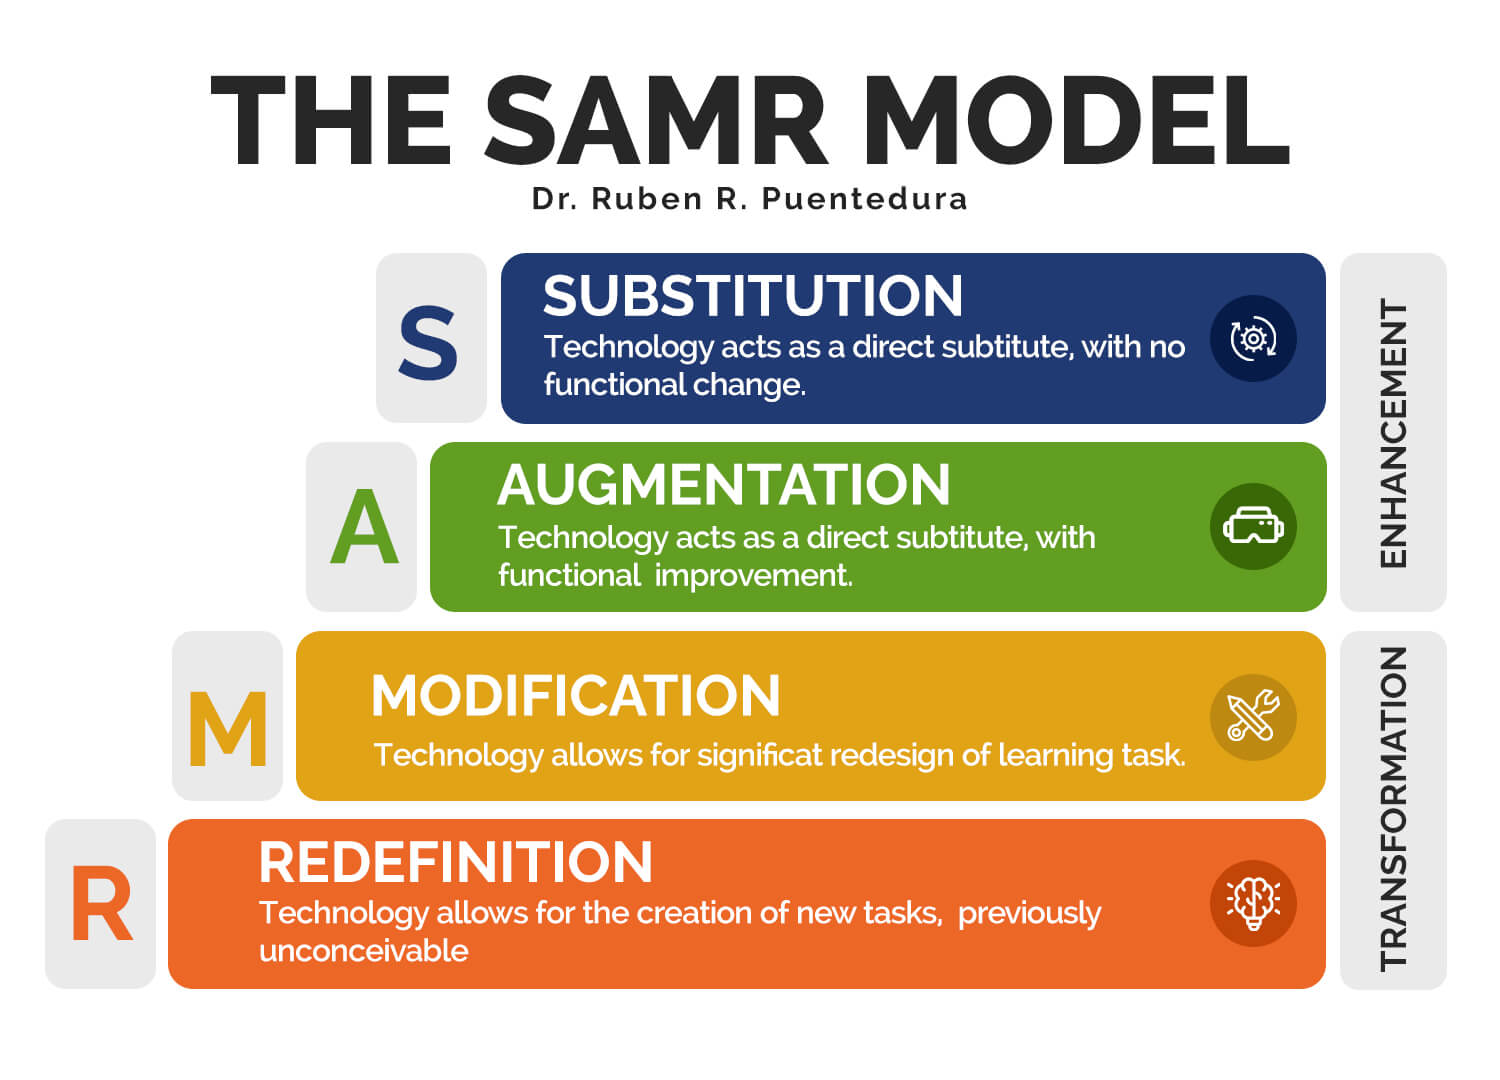 THE SAMR MODEL
Dr. Ruben R. Puentedura
S
SUBSTITUTION
Technology acts as a direct subtitute, with no
functional change.
A
AUGMENTATION
Technology acts as a direct subtitute, with
functional improvement.
ENHANCEMENT
M
MODIFICATION
Technology allows for significat redesign of learning task.
R
REDEFINITION
Technology allows for the creation of new tasks, previously
unconceivable
TRANSFORMATION